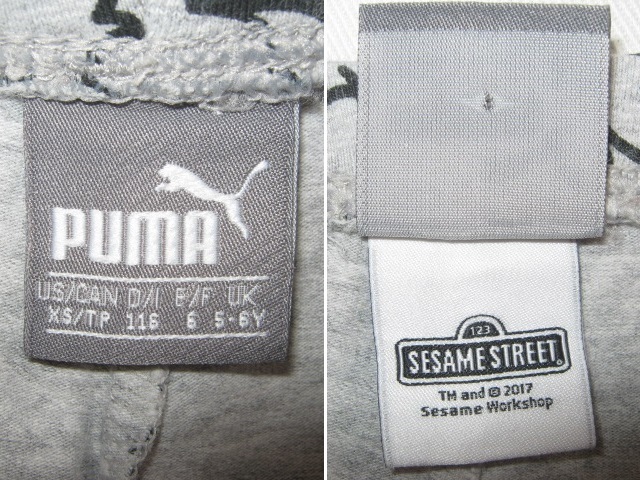 PUMA
US/CAN D/I E/F UK
XS/TP 116 6 5-6Y
123
SESAME STREET
TM and © 2017
Sesame Workshop